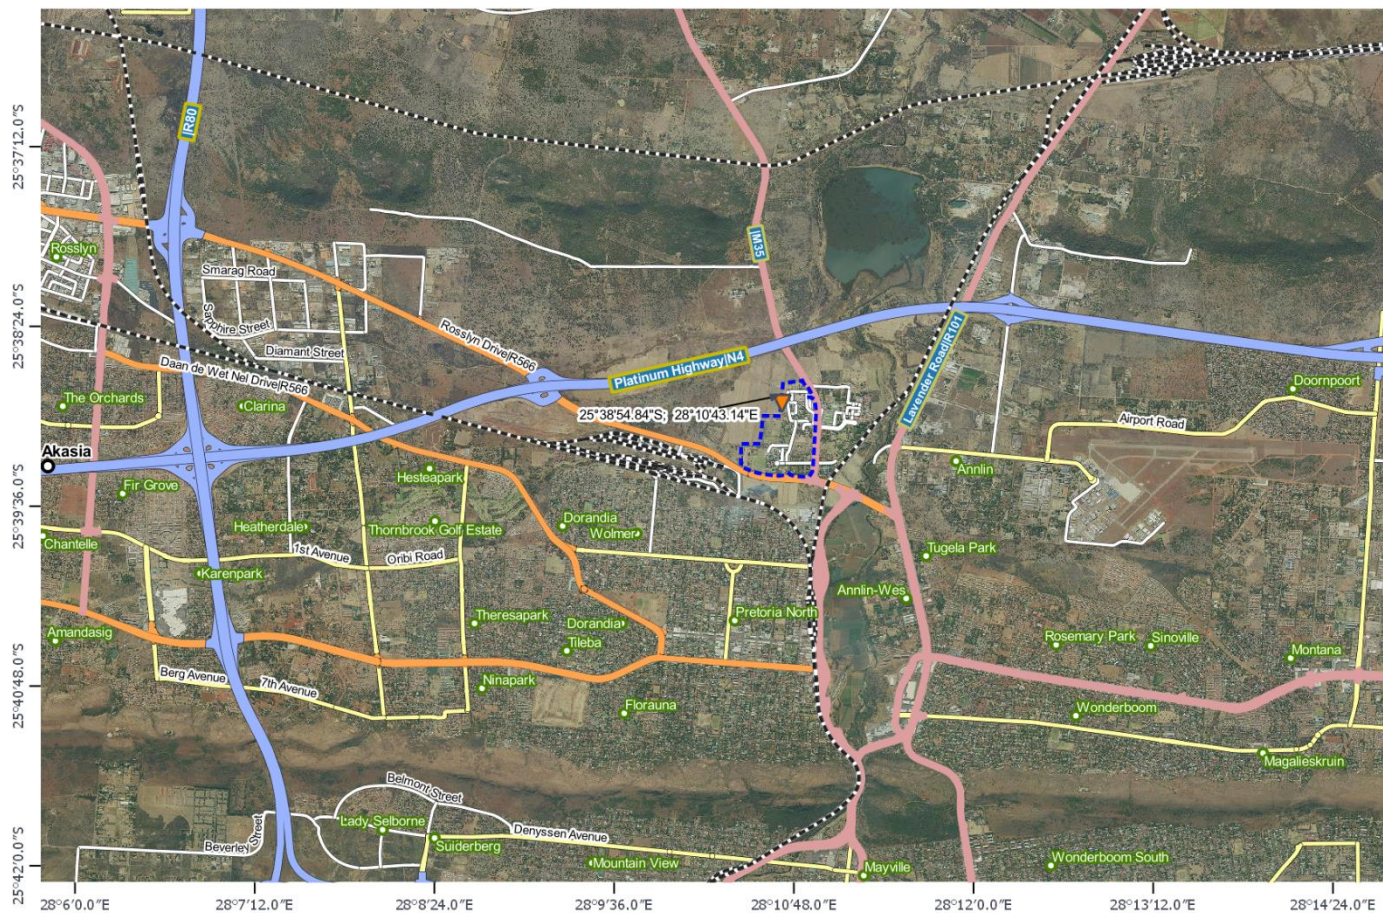 |R80
25°37'12.0"S
|M35
Rosslyn
Smarag Road
Sapphire Street
Diamant Street
25°38'24.0"S
Rosslyn Drive|R566
Daan de Wet Nel Drive|R566
Platinum Highway|N4
Lavender Road|R101
Doornpoort
The Orchards
Clarina
25°38'54.84"S; 28°10'43.14"E
Airport Road
Akasia
Annlin
Hesteapark
Fir Grove
25°39'36.0"S
Heatherdale
Thornbrook Golf Estate
Dorandia
Wolmer
Chantelle
1st Avenue
Oribi Road
Tugela Park
Karenpark
Annlin-Wes
Theresapark
Dorandia
Pretoria North
Amandasig
Tileba
Rosemary Park
Sinoville
Montana
25°40'48.0"S
Berg Avenue
7th Avenue
Ninapark
Florauna
Wonderboom
Magalieskruin
Belmont Street
Lady Selborne
Beverley Street
Suiderberg
Denyssen Avenue
25°42'0.0"S
Mountain View
Mayville
Wonderboom South
28°6'0.0"E
28°7'12.0"E
28°8'24.0"E
28°9'36.0"E
28°10'48.0"E
28°12'0.0"E
28°13'12.0"E
28°14'24.0"E